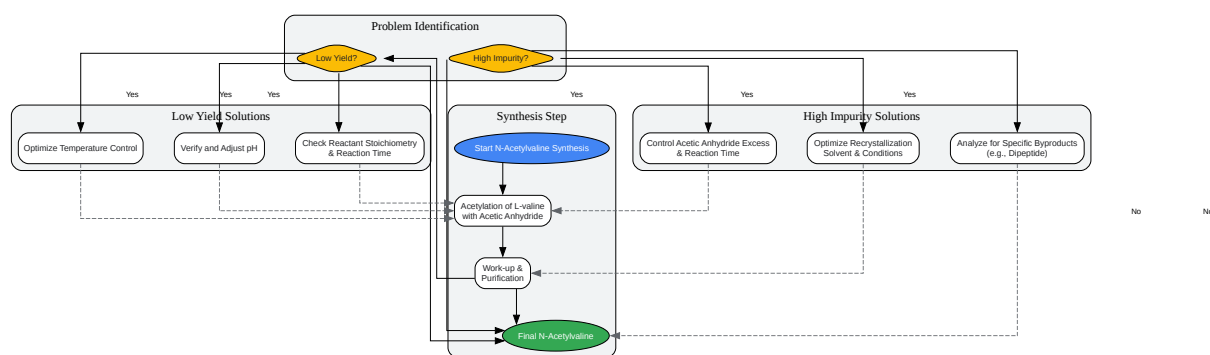 Problem Identification
Low Yield?
High Impurity?
Yes
Yes
Yes
Yes
Yes
Yes
Low Yield Solutions
Synthesis Step
High Impurity Solutions
Optimize Temperature Control
Verify and Adjust pH
Check Reactant Stoichiometry
& Reaction Time
Start N-Acetylvaline Synthesis
Control Acetic Anhydride Excess
& Reaction Time
Optimize Recrystallization
Solvent & Conditions
Analyze for Specific Byproducts
(e.g., Dipeptide)
Acetylation of L-valine
with Acetic Anhydride
No
No
Work-up &
Purification
Final N-Acetylvaline